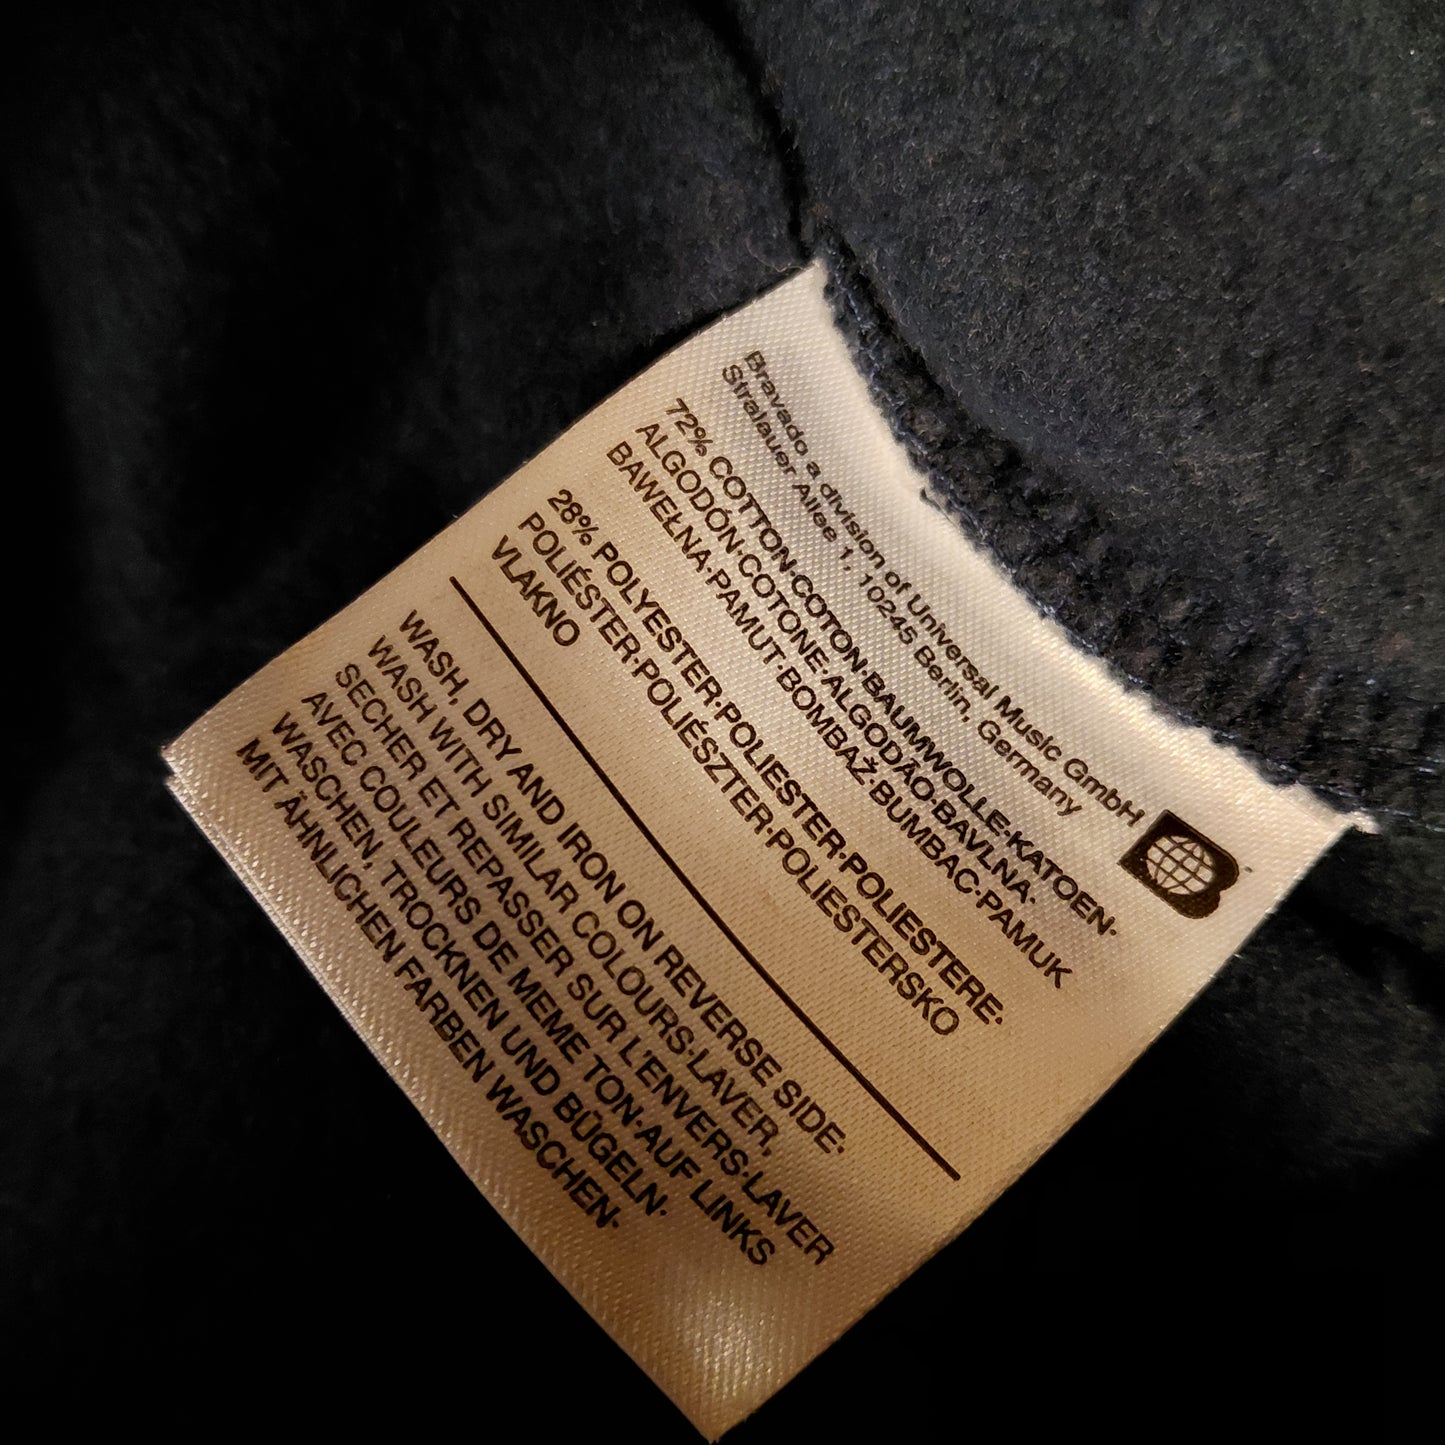 Bravado a division of Universal Music GmbH
Stralauer Allee 1, 10245 Berlin, Germany
B
72% COTTON·COTON·BAUMWOLLE·KATOEN·
ALGODÓN·COTONE·ALGODÃO·BAVLNA·
BAWEŁNA·PAMUT·BOMBAŽ·BUMBAC·PAMUK
28% POLYESTER·POLIESTER·POLIESTERE·
POLIÉSTER·POLIÉSZTER·POLIESTERSKO
VLAKNO
WASH, DRY AND IRON ON REVERSE SIDE·
WASH WITH SIMILAR COLOURS·LAVER,
SECHER ET REPASSER SUR L'ENVERS·LAVER
AVEC COULEURS DE MEME TON·AUF LINKS
WASCHEN, TROCKNEN UND BÜGELN·
MIT ÄHNLICHEN FARBEN WASCHEN·